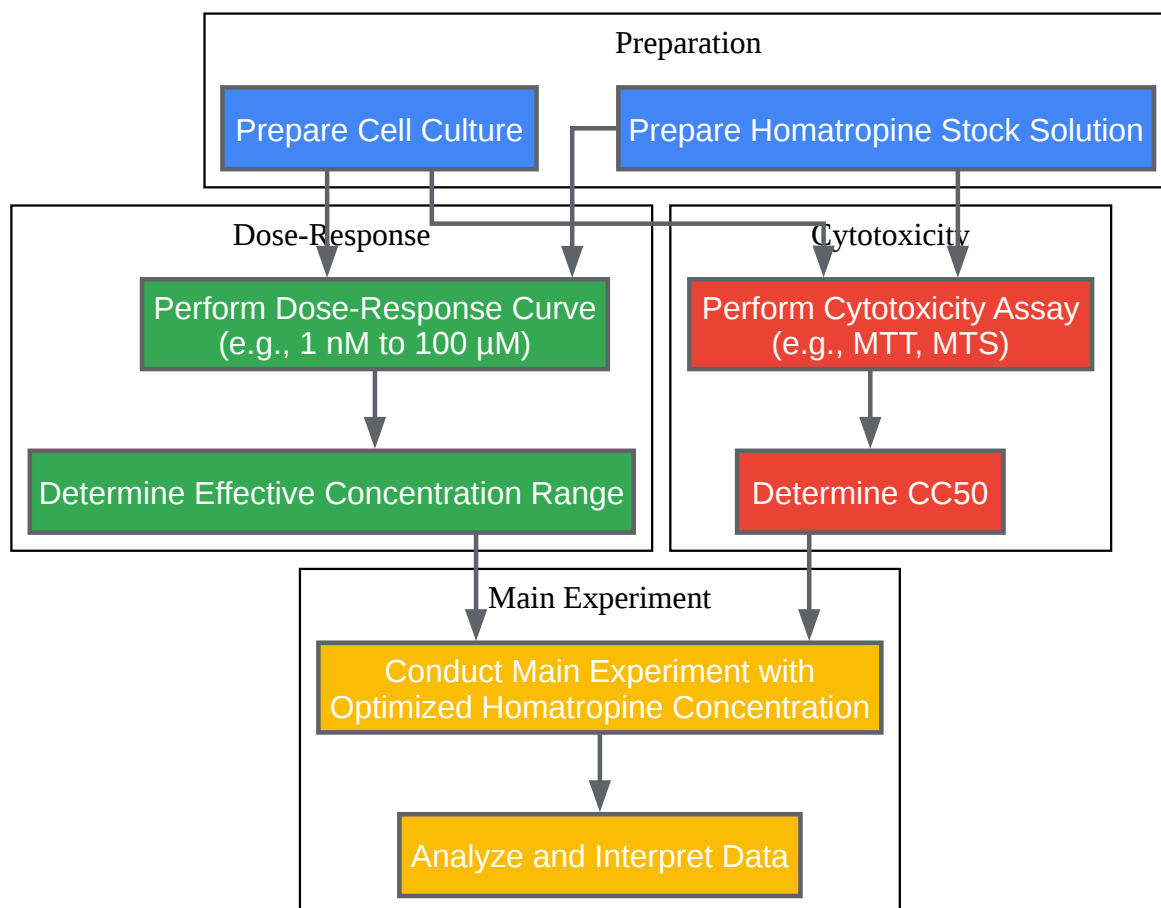 Preparation
Prepare Cell Culture
Prepare Homatropine Stock Solution
Dose-Response
Cytotoxicity
Perform Dose-Response Curve
(e.g., 1 nM to 100 µM)
Perform Cytotoxicity Assay
(e.g., MTT, MTS)
Determine Effective Concentration Range
Determine CC50
Main Experiment
Conduct Main Experiment with
Optimized Homatropine Concentration
Analyze and Interpret Data